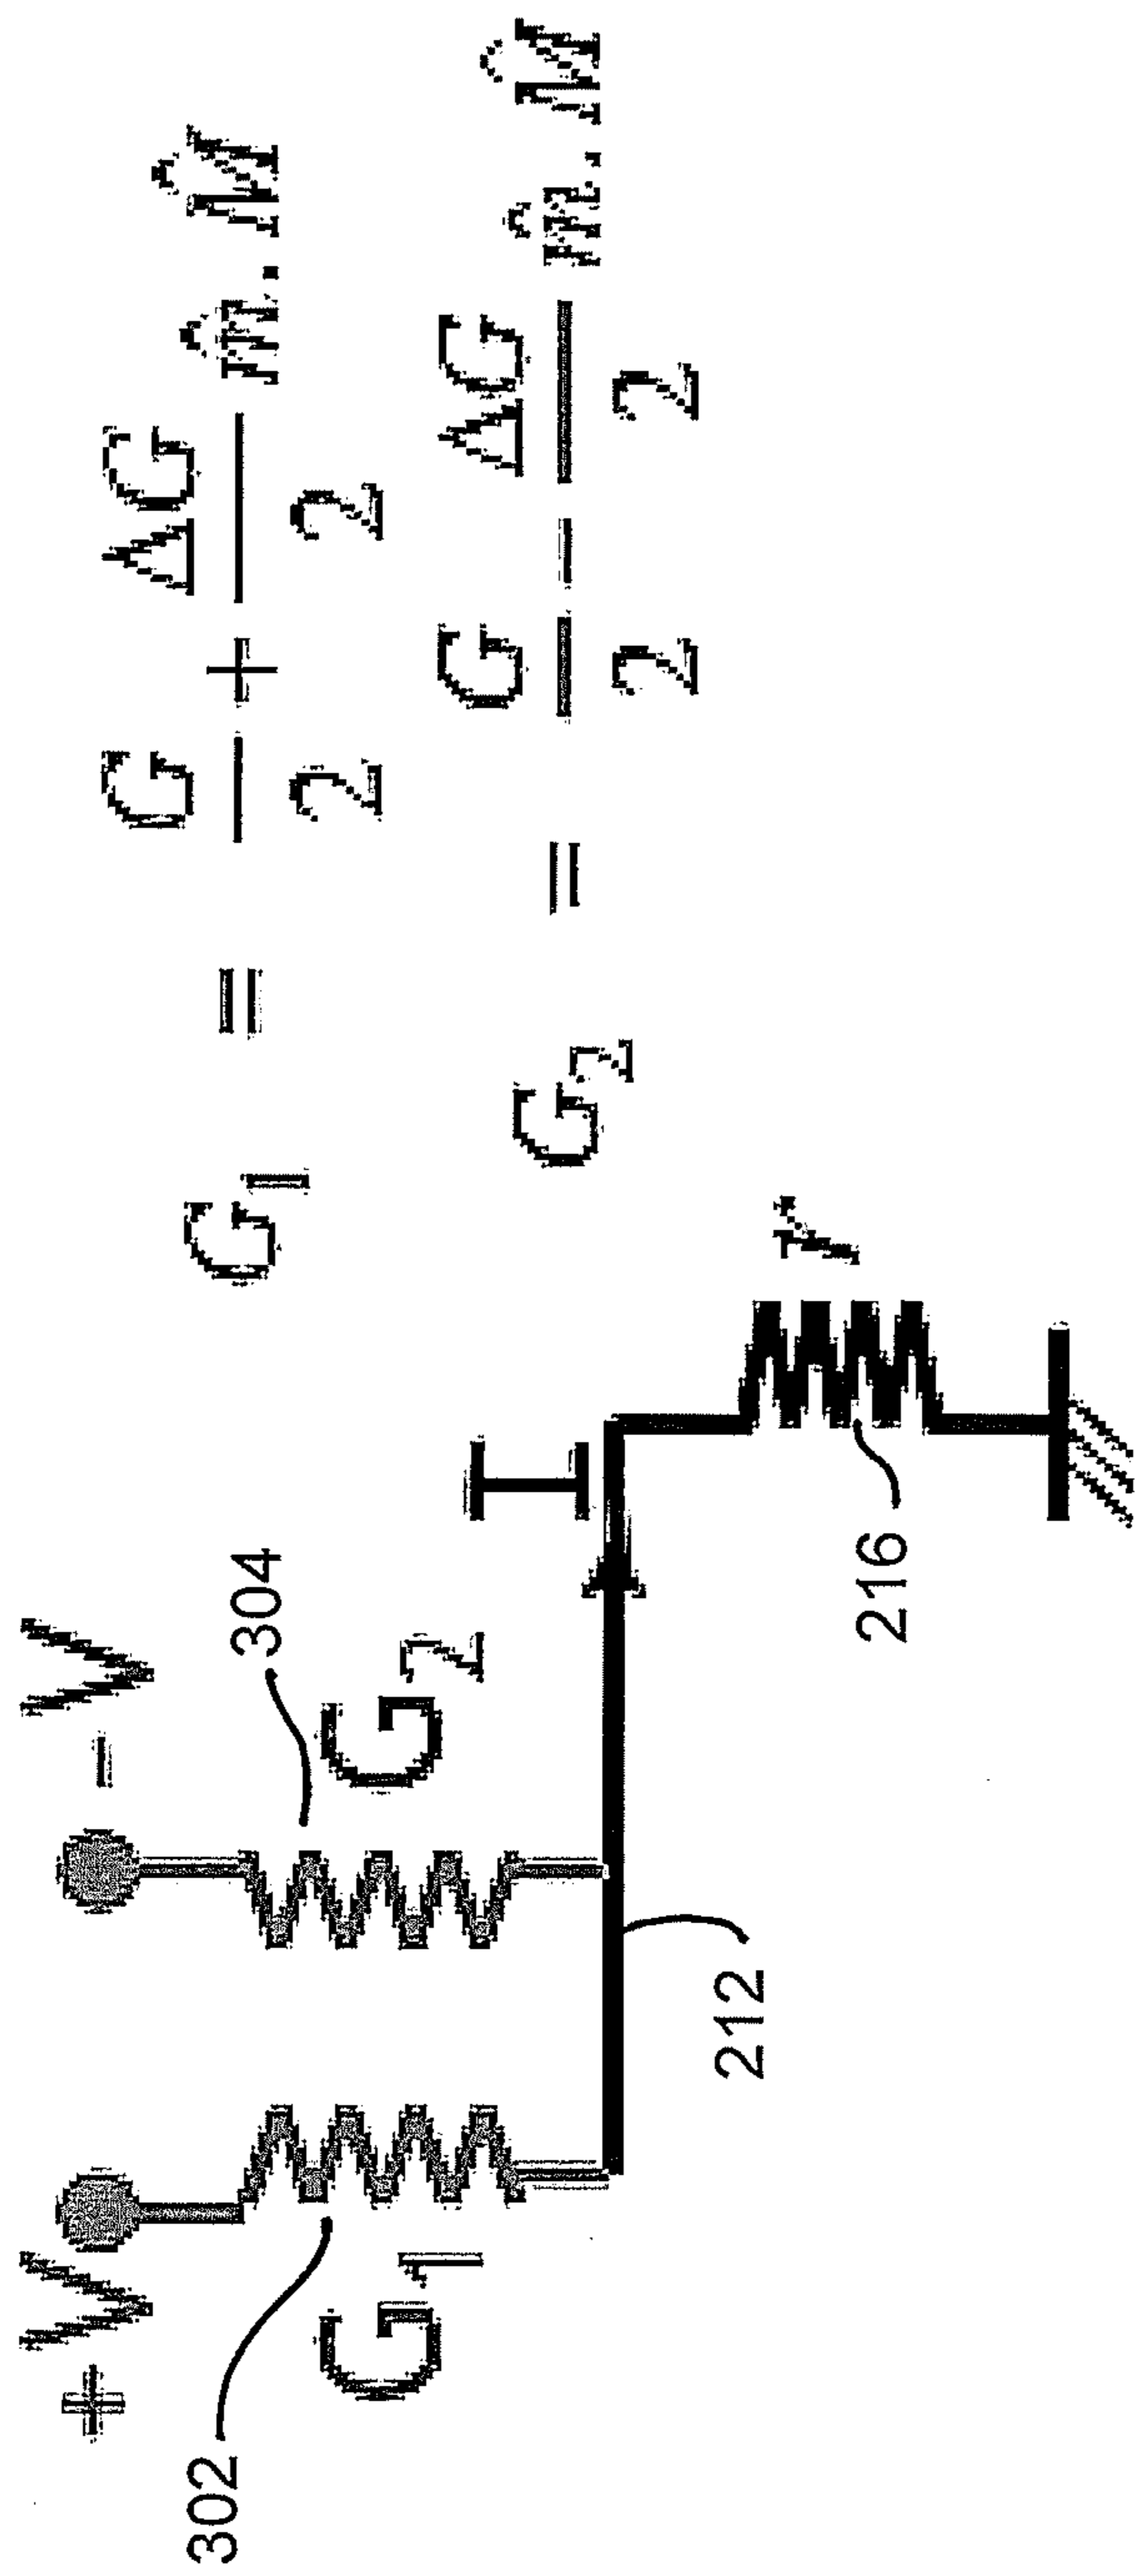 +V
-V
302
304
G₁
G₂
I
212
216
r
G₁ = G/2 + ΔG/2 m̂.p̂
G₂ = G/2 - ΔG/2 m̂.p̂